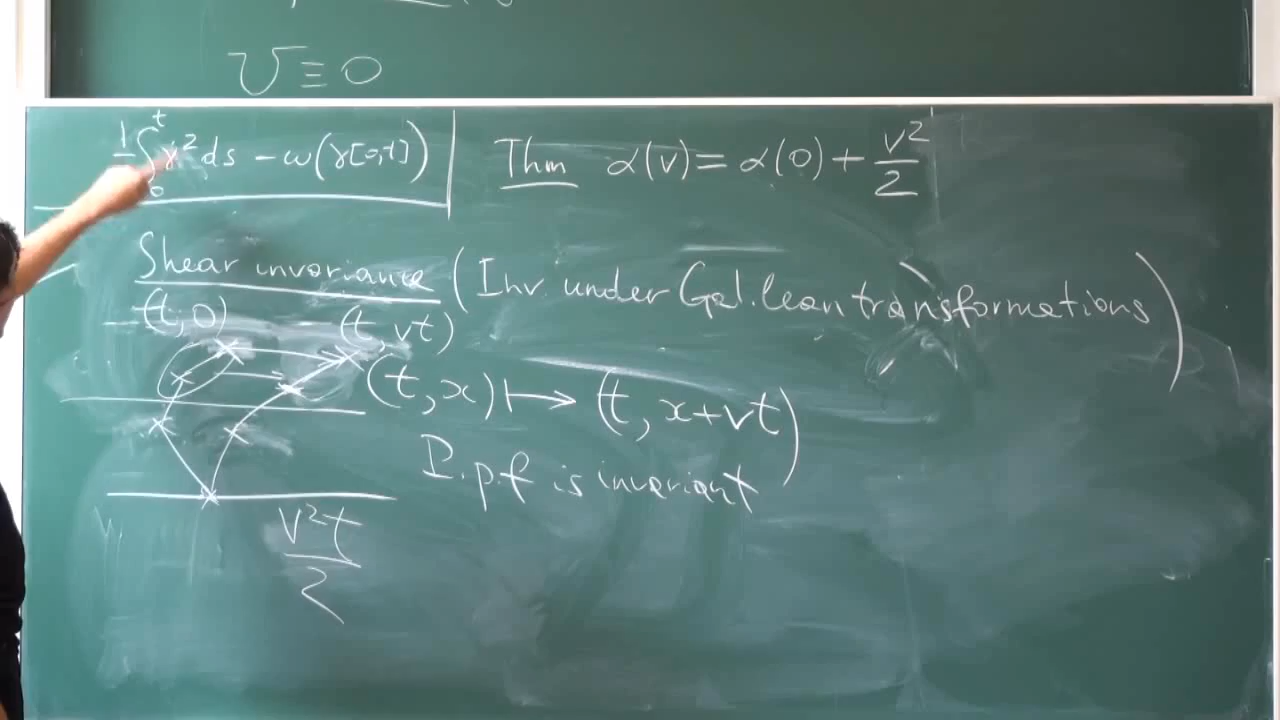 U ≡ 0
1/2 ∫₀ᵗ γ̇² ds − ω(γ[0,t])
Thm α(v) = α(0) + v²/2
Shear invariance (Inv. under Galilean transformations)
(t,0) (t,vt)
(t,x) ↦ (t, x+vt)
P.p.f is invariant
v²t/2